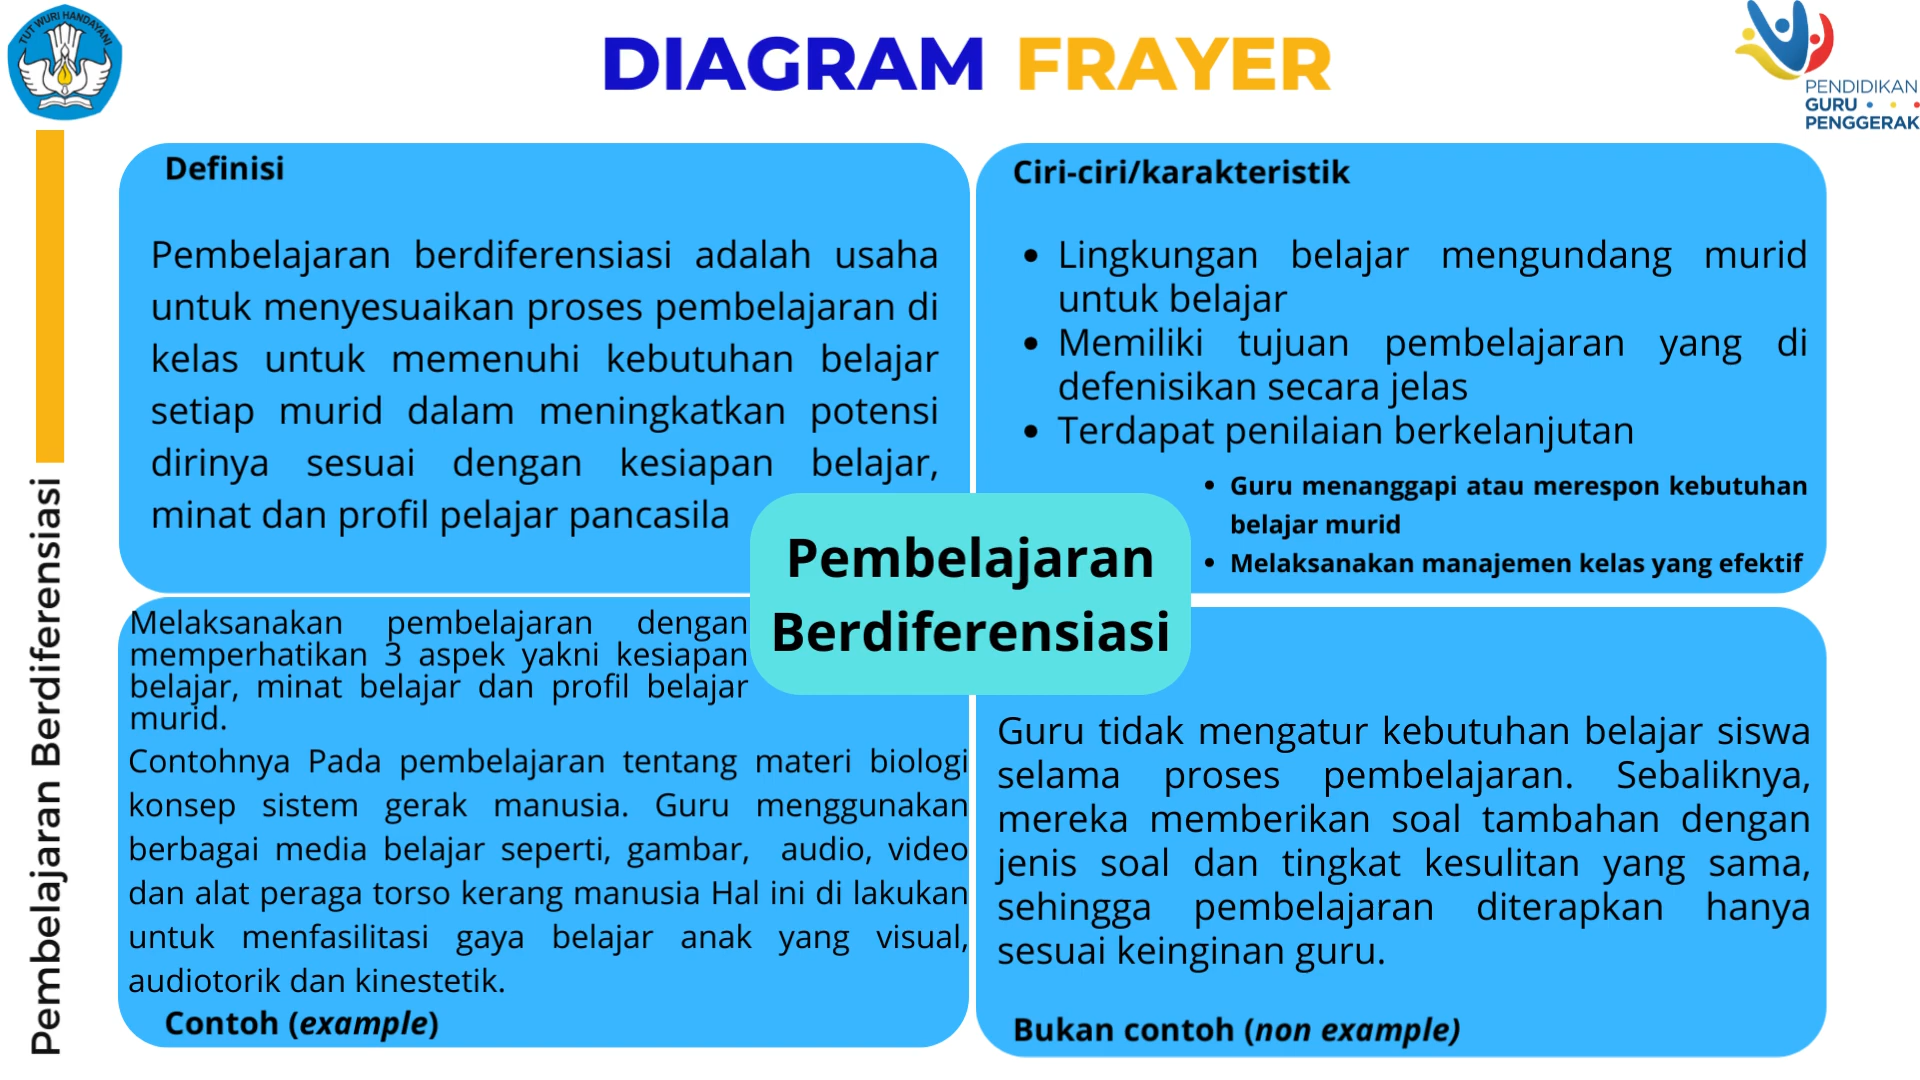 TUT WURI HANDAYANI
DIAGRAM FRAYER
PENDIDIKAN
GURU
PENGGERAK
Pembelajaran Berdiferensiasi
Definisi
Pembelajaran berdiferensiasi adalah usaha
untuk menyesuaikan proses pembelajaran di
kelas untuk memenuhi kebutuhan belajar
setiap murid dalam meningkatkan potensi
dirinya sesuai dengan kesiapan belajar,
minat dan profil pelajar pancasila
Ciri-ciri/karakteristik
• Lingkungan belajar mengundang murid
untuk belajar
• Memiliki tujuan pembelajaran yang di
defenisikan secara jelas
• Terdapat penilaian berkelanjutan
• Guru menanggapi atau merespon kebutuhan
belajar murid
• Melaksanakan manajemen kelas yang efektif
Pembelajaran
Berdiferensiasi
Melaksanakan pembelajaran dengan
memperhatikan 3 aspek yakni kesiapan
belajar, minat belajar dan profil belajar
murid.
Contohnya Pada pembelajaran tentang materi biologi
konsep sistem gerak manusia. Guru menggunakan
berbagai media belajar seperti, gambar, audio, video
dan alat peraga torso kerang manusia Hal ini di lakukan
untuk menfasilitasi gaya belajar anak yang visual,
audiotorik dan kinestetik.
Contoh (example)
Guru tidak mengatur kebutuhan belajar siswa
selama proses pembelajaran. Sebaliknya,
mereka memberikan soal tambahan dengan
jenis soal dan tingkat kesulitan yang sama,
sehingga pembelajaran diterapkan hanya
sesuai keinginan guru.
Bukan contoh (non example)